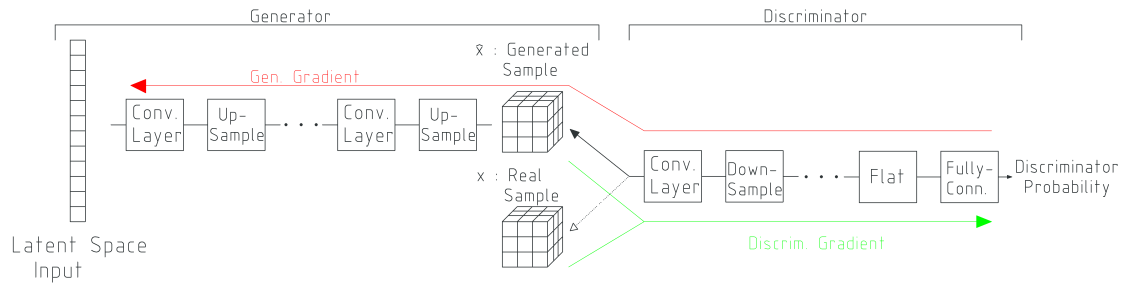 Generator
Discriminator
x̂ : Generated
Sample
Gen. Gradient
Conv.
Layer
Up-
Sample
Conv.
Layer
Up-
Sample
x : Real
Sample
Conv.
Layer
Down-
Sample
Flat
Fully-
Conn.
Discriminator
Probability
Latent Space
Input
Discrim. Gradient